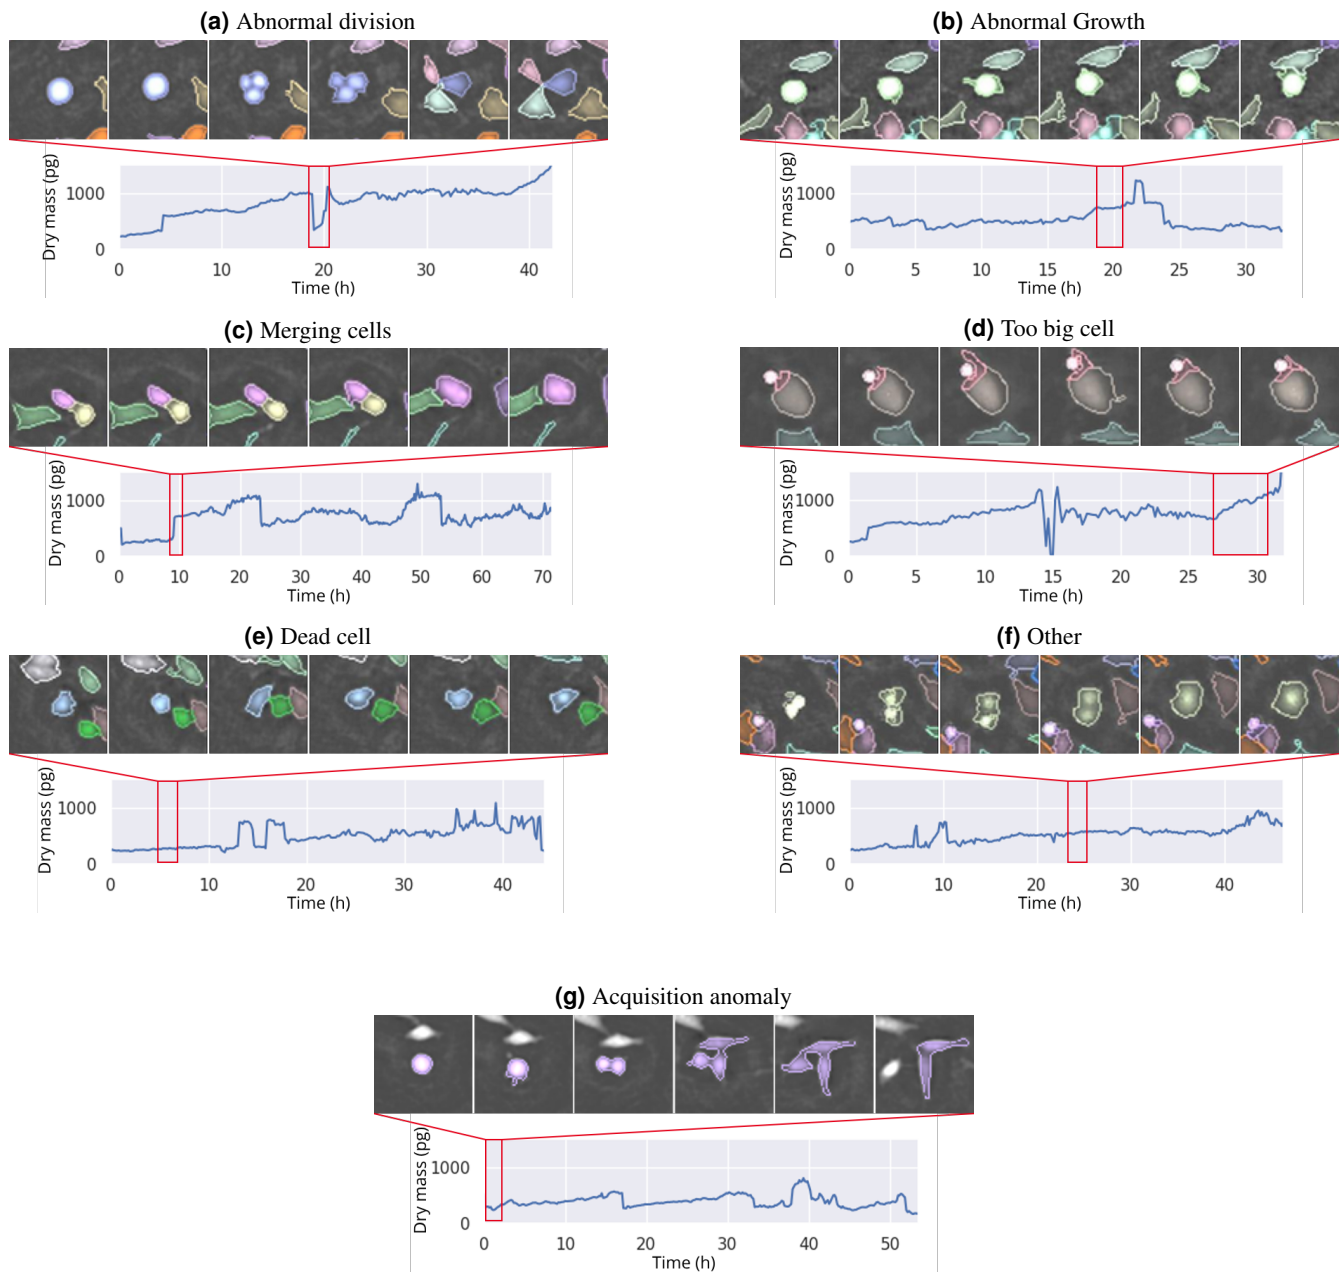 (a) Abnormal division
(b) Abnormal Growth
Dry mass (pg)
1000
0
0 10 20 30 40
Time (h)
Dry mass (pg)
1000
0
0 5 10 15 20 25 30
Time (h)
(c) Merging cells
(d) Too big cell
Dry mass (pg)
1000
0
0 10 20 30 40 50 60 70
Time (h)
Dry mass (pg)
1000
0
0 5 10 15 20 25 30
Time (h)
(e) Dead cell
(f) Other
Dry mass (pg)
1000
0
0 10 20 30 40
Time (h)
Dry mass (pg)
1000
0
0 10 20 30 40
Time (h)
(g) Acquisition anomaly
Dry mass (pg)
1000
0
0 10 20 30 40 50
Time (h)